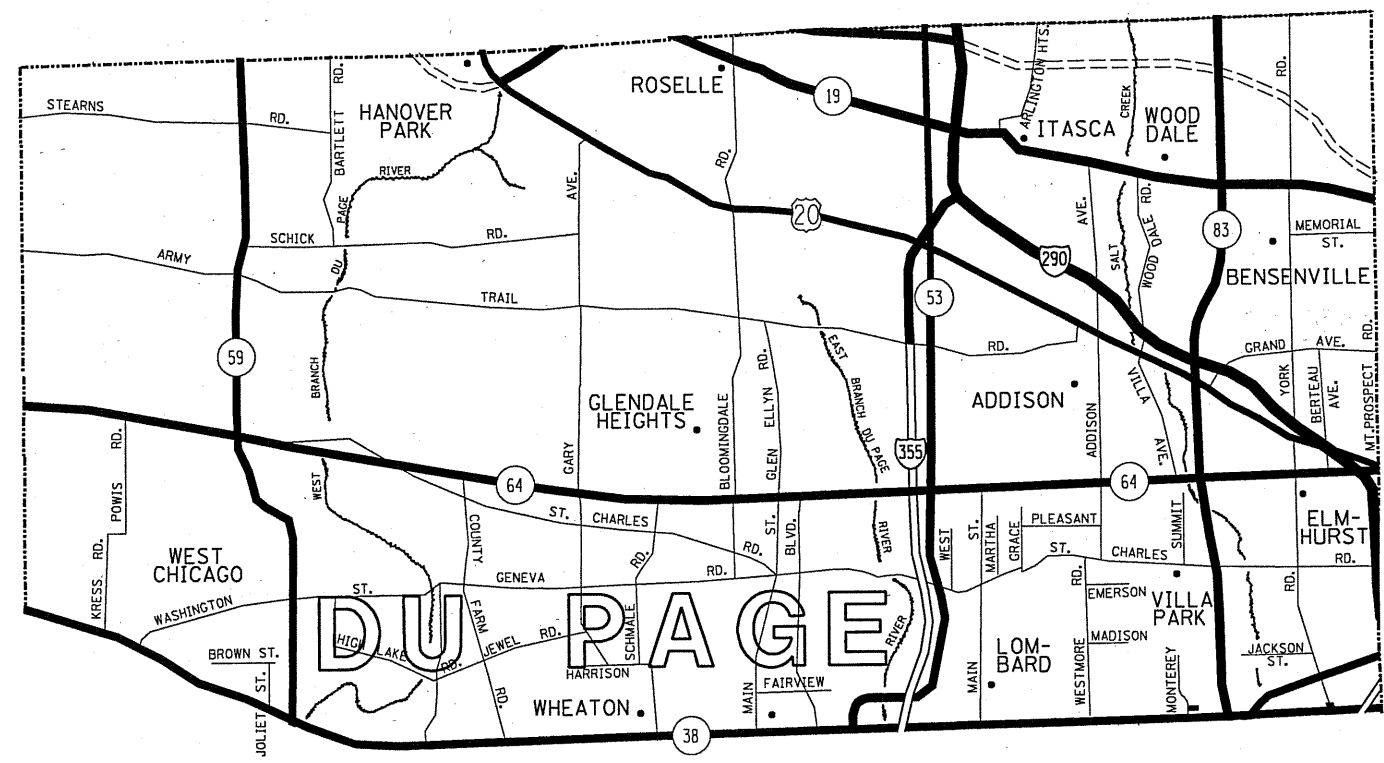 STEARNS
RD.
BARTLETT
RD.
HANOVER
PARK
ROSELLE
19
ARLINGTON HTS.
CREEK
ITASCA
WOOD
DALE
RD.
RIVER
PAGE
DU
AVE.
RD.
20
AVE.
SALT
WOOD DALE
RD.
83
MEMORIAL
ST.
SCHICK
RD.
ARMY
TRAIL
RD.
290
BENSENVILLE
53
59
BRANCH
GLENDALE
HEIGHTS
GARY
BLOOMINGDALE
GLEN ELLYN
RD.
EAST
BRANCH DU PAGE
RIVER
355
ADDISON
ADDISON
VILLA
AVE.
GRAND
AVE.
YORK
BERTEAU
AVE.
MT.PROSPECT
RD.
POWIS
RD.
KRESS
RD.
WEST
64
64
COUNTY
FARM
RD.
ST.
CHARLES
RD.
ST.
BLVD.
WEST
ST.
MARTHA
GRACE
PLEASANT
ST.
CHARLES
RD.
SUMMIT
ELM-
HURST
WEST
CHICAGO
WASHINGTON
ST.
GENEVA
RD.
DU PAGE
HIGH LAKE
RD.
JEWEL
RD.
SCHMALE
RD.
HARRISON
RIVER
RD.
EMERSON
MADISON
VILLA
PARK
RD.
BROWN ST.
JOLIET
ST.
WHEATON
MAIN
FAIRVIEW
MAIN
LOM-
BARD
WESTMORE
MONTEREY
JACKSON
ST.
38